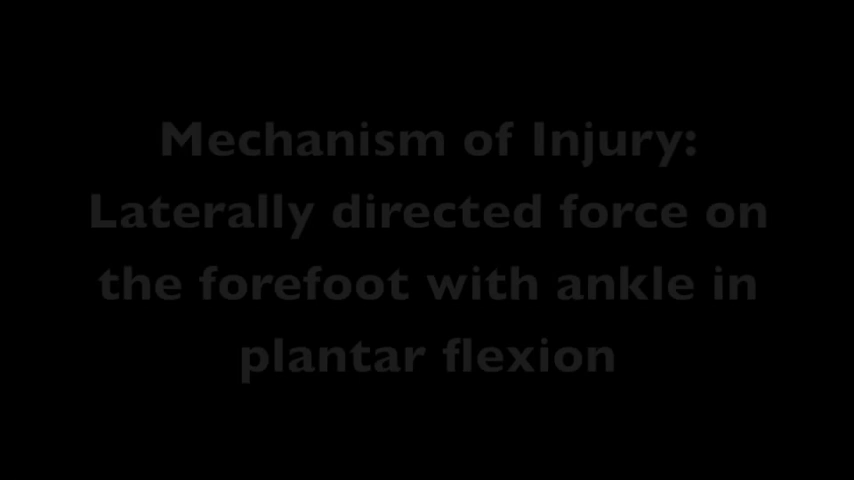 Mechanism of Injury:
Laterally directed force on
the forefoot with ankle in
plantar flexion